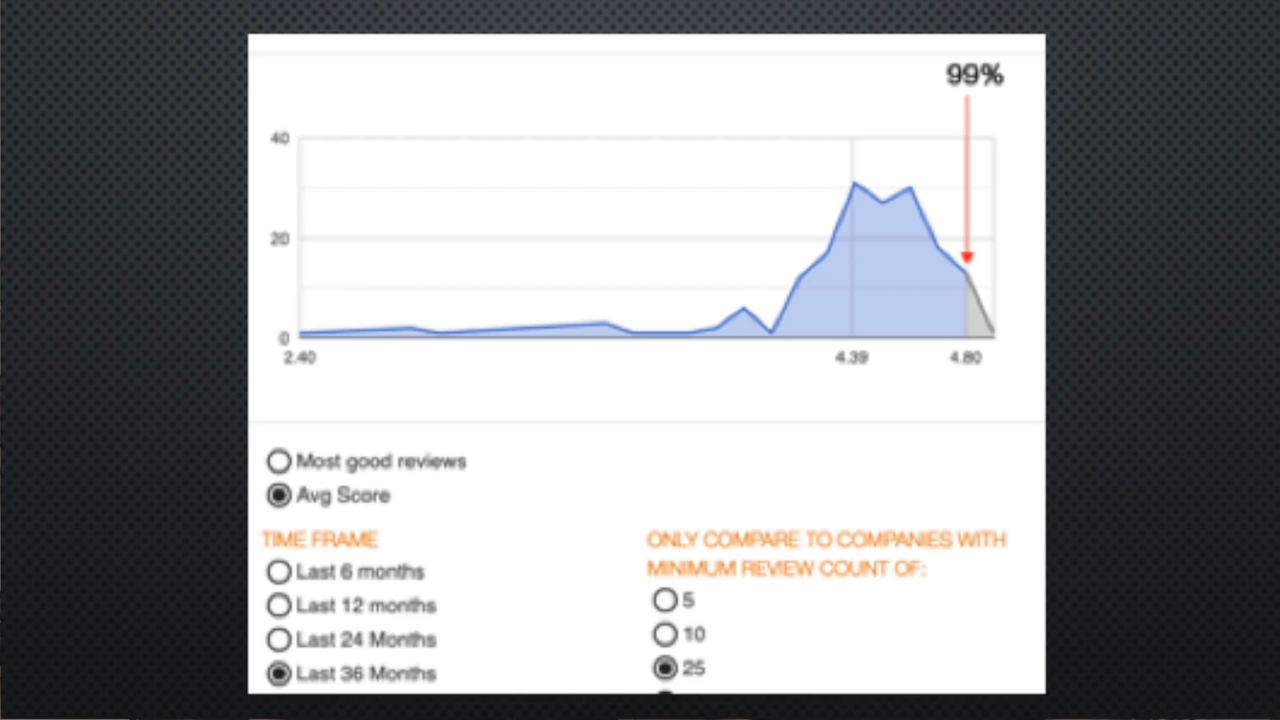 99%
40
20
0
2.40
4.39
4.80
Most good reviews
Avg Score
TIME FRAME
Last 6 months
Last 12 months
Last 24 Months
Last 36 Months
ONLY COMPARE TO COMPANIES WITH
MINIMUM REVIEW COUNT OF:
5
10
25